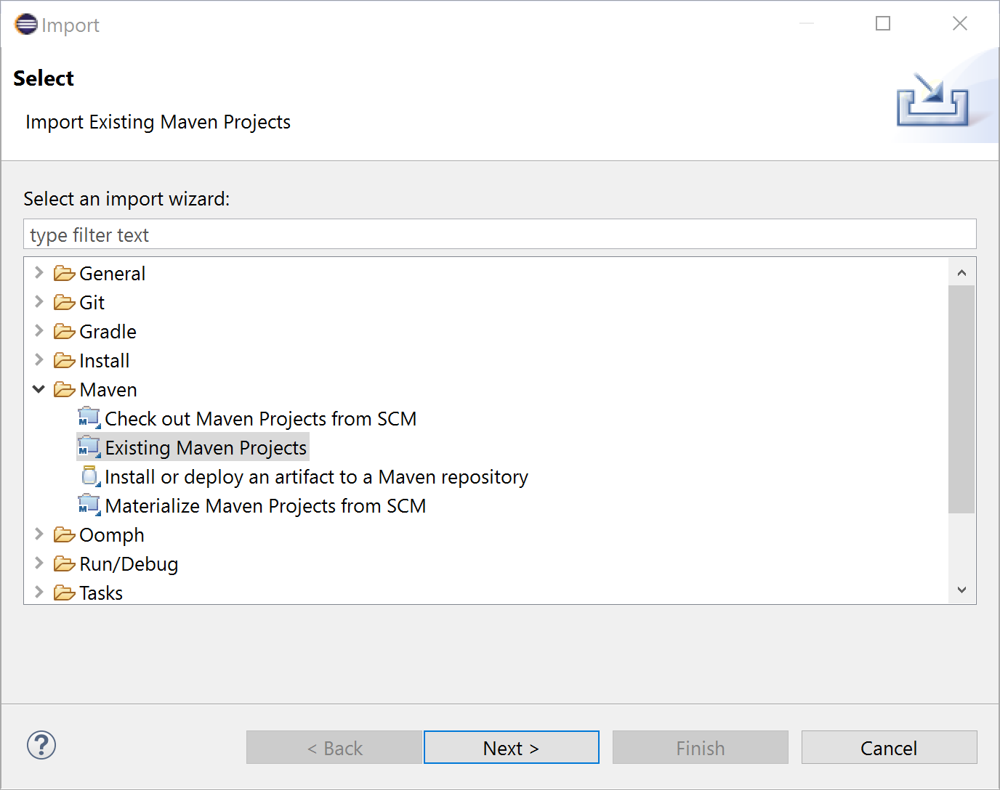 Import
Select
Import Existing Maven Projects
Select an import wizard:
type filter text
General
Git
Gradle
Install
Maven
Check out Maven Projects from SCM
Existing Maven Projects
Install or deploy an artifact to a Maven repository
Materialize Maven Projects from SCM
Oomph
Run/Debug
Tasks
? < Back Next > Finish Cancel